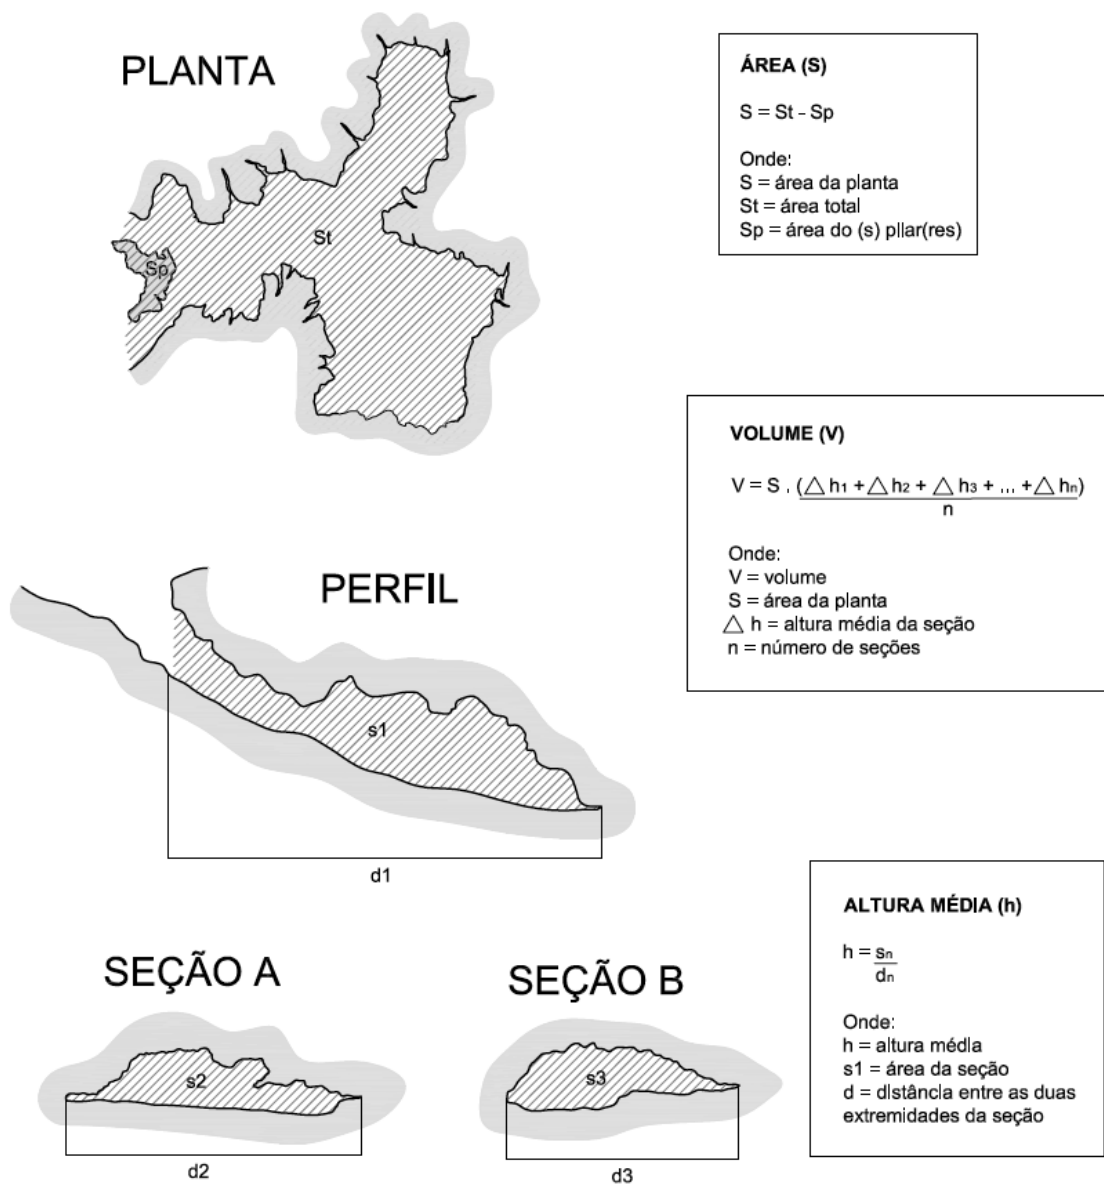 PLANTA
St
Sp
ÁREA (S)
S = St - Sp
Onde:
S = área da planta
St = área total
Sp = área do (s) pilar(res)
VOLUME (V)
V = S . (△ h1 + △ h2 + △ h3 + ... + △ hn)
n
Onde:
V = volume
S = área da planta
△ h = altura média da seção
n = número de seções
PERFIL
s1
d1
SEÇÃO A
s2
d2
SEÇÃO B
s3
d3
ALTURA MÉDIA (h)
h = sn
dn
Onde:
h = altura média
s1 = área da seção
d = distância entre as duas
extremidades da seção